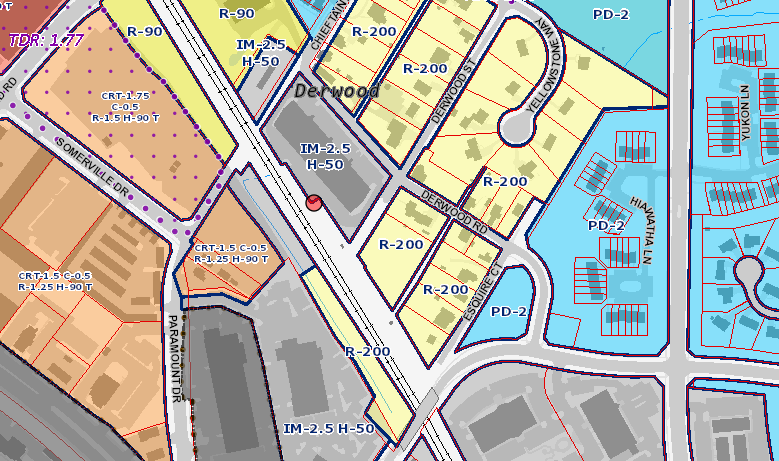 OT
TDR: 1.77
R-90
R-90
IM-2.5
H-50
CHIEFTAIN
R-200
R-200
DERWOOD ST
YELLOWSTONE WAY
PD-2
YUKON LN
Derwood
CRT-1.75
C-0.5
R-1.5 H-90 T
RD
SOMERVILLE DR
IM-2.5
H-50
R-200
DERWOOD RD
HIAWATHA LN
PD-2
CRT-1.5 C-0.5
R-1.25 H-90 T
CRT-1.5 C-0.5
R-1.25 H-90 T
R-200
R-200
ESQUIRE CT
PD-2
PARAMOUNT DR
R-200
IM-2.5 H-50